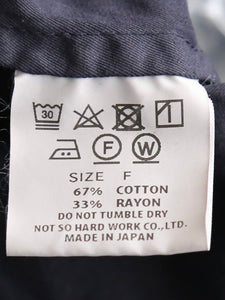 30
F W
SIZE F
67% COTTON
33% RAYON
DO NOT TUMBLE DRY
NOT SO HARD WORK CO.,LTD.
MADE IN JAPAN